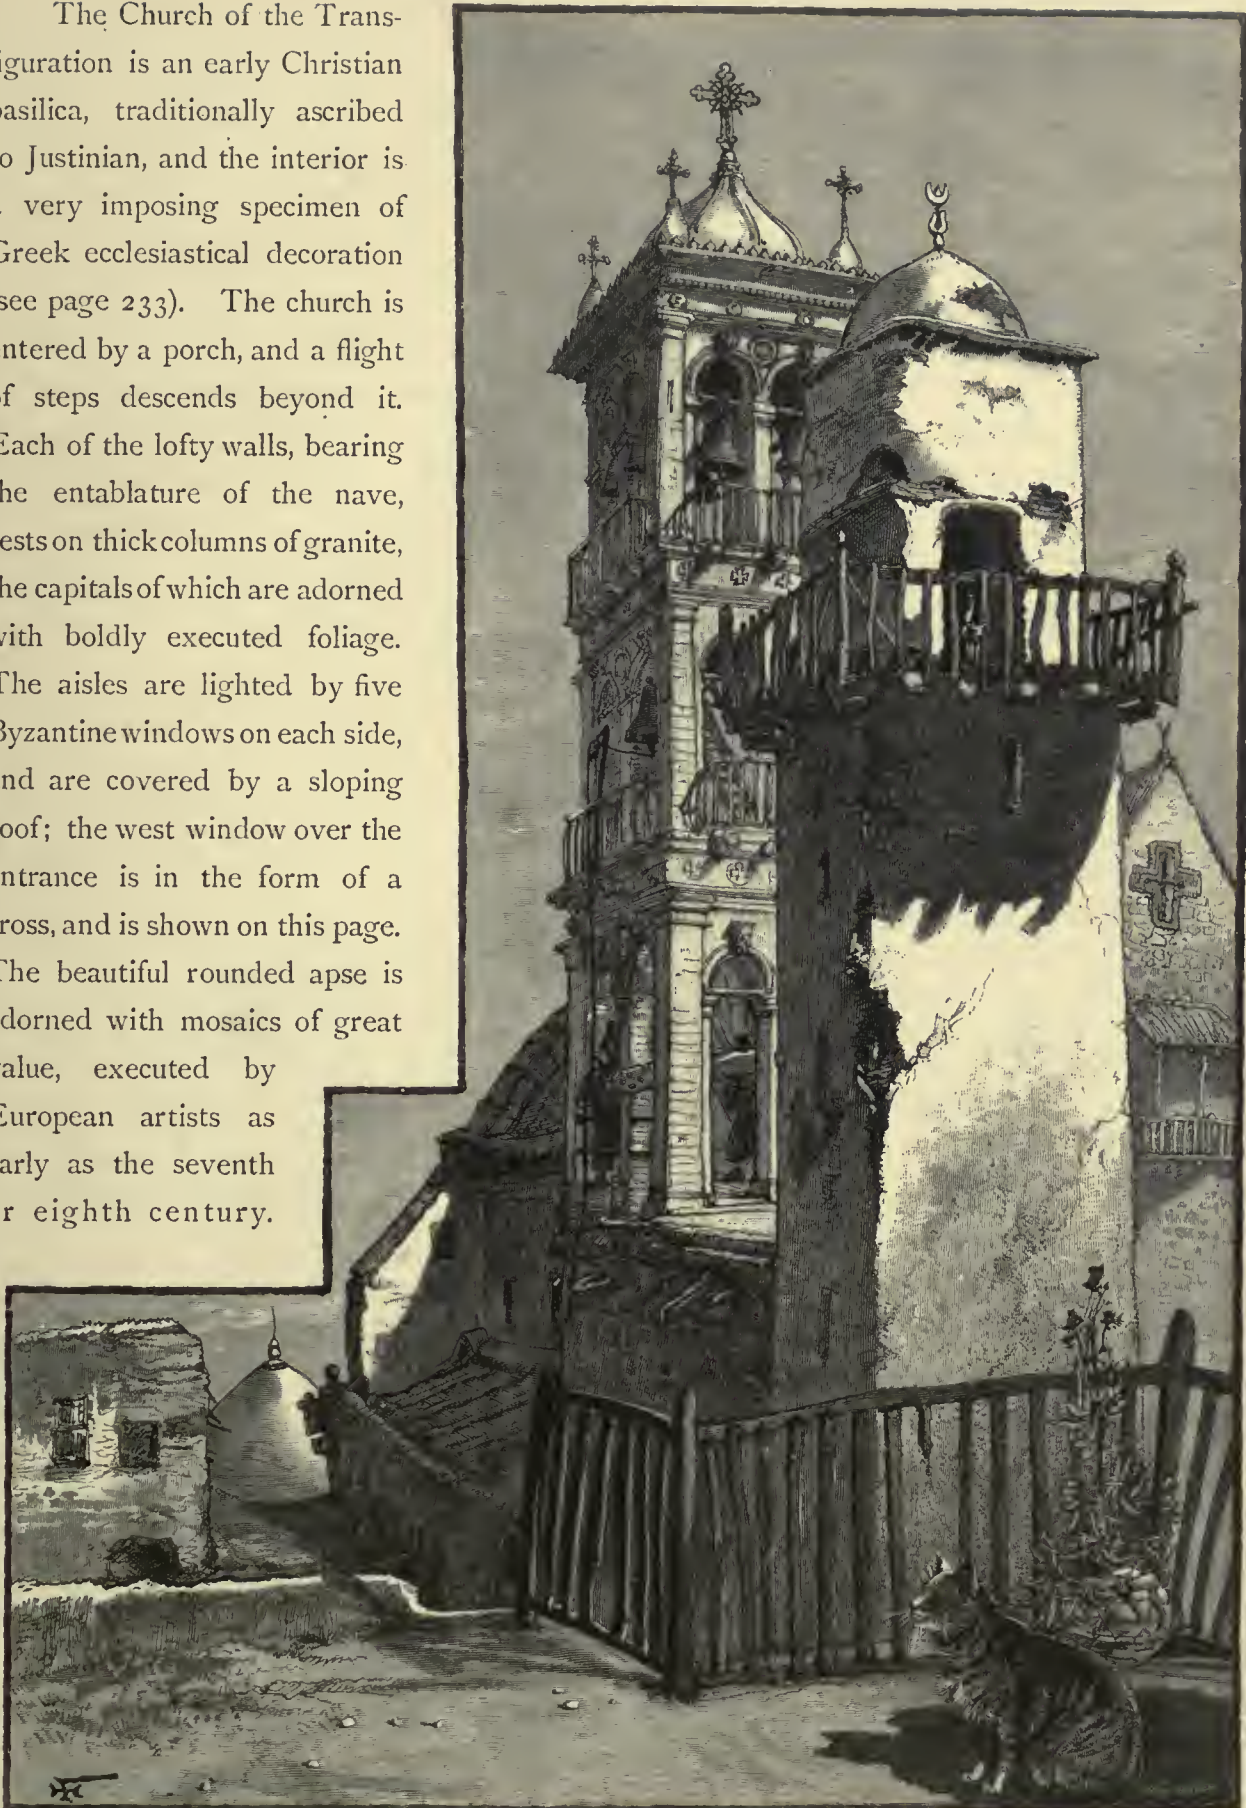 The Church of the Trans-
iguration is an early Christian
asilica, traditionally ascribed
o Justinian, and the interior is
very imposing specimen of
Greek ecclesiastical decoration
see page 233). The church is
ntered by a porch, and a flight
f steps descends beyond it.
Each of the lofty walls, bearing
he entablature of the nave,
ests on thick columns of granite,
he capitals of which are adorned
with boldly executed foliage.
The aisles are lighted by five
Byzantine windows on each side,
nd are covered by a sloping
oof; the west window over the
ntrance is in the form of a
ross, and is shown on this page.
The beautiful rounded apse is
dorned with mosaics of great
value, executed by
European artists as
arly as the seventh
r eighth century.